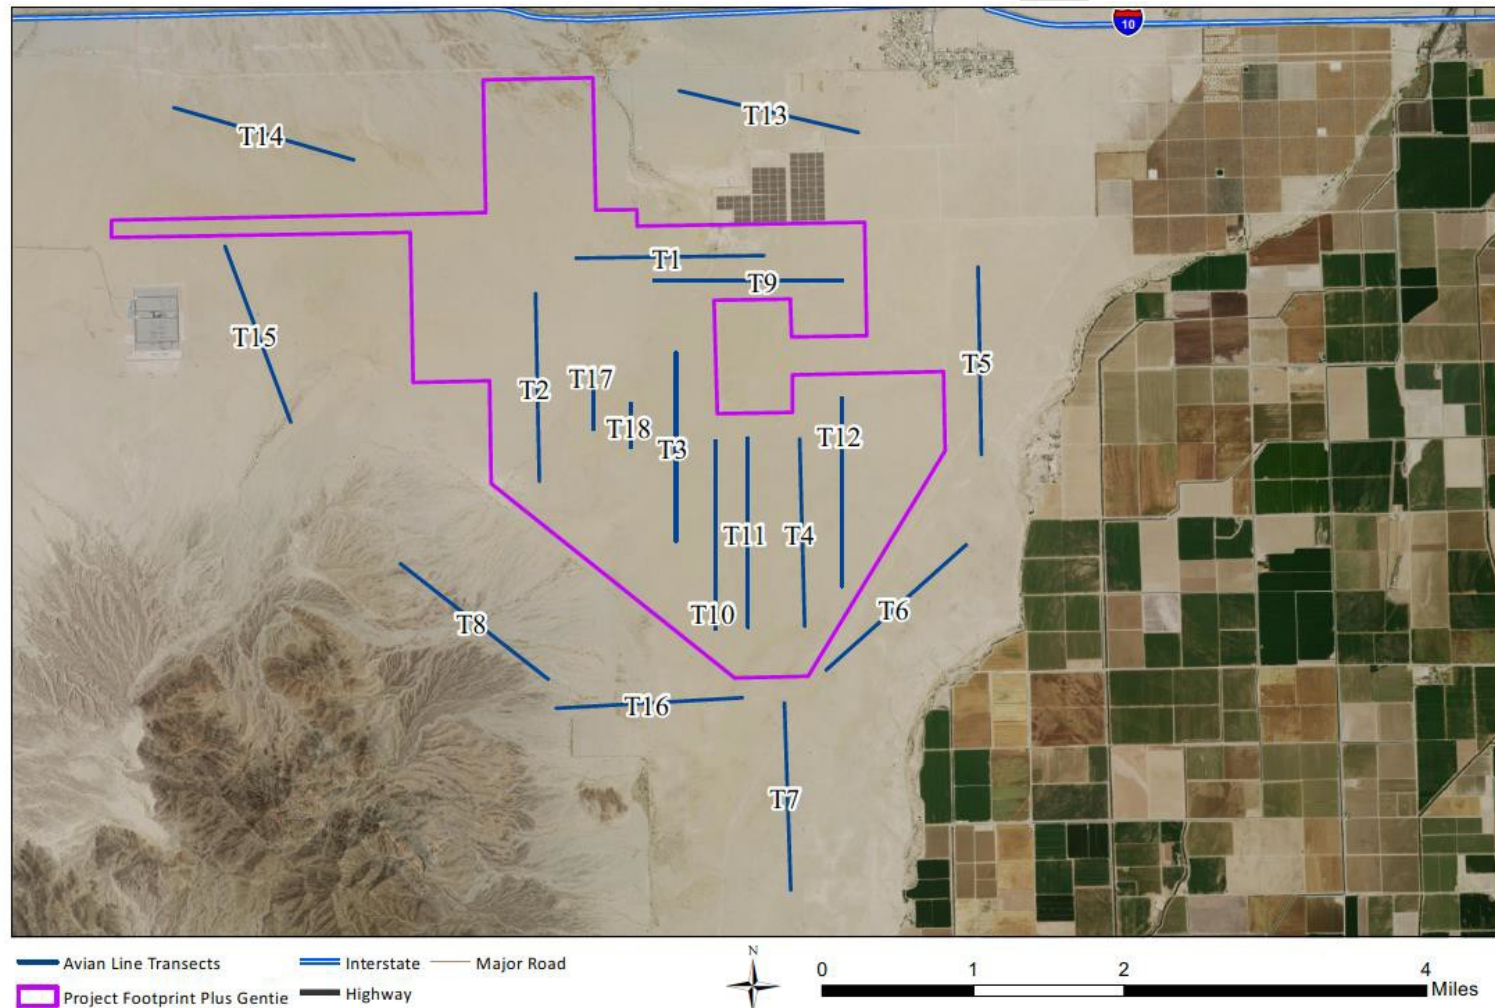 10
T13
T14
T1
T9
T15
T5
T17
T2
T18
T12
T3
T11
T4
T10
T6
T8
T16
T7
Avian Line Transects
Interstate
Major Road
Project Footprint Plus Gentie
Highway
N
0 1 2 4
Miles